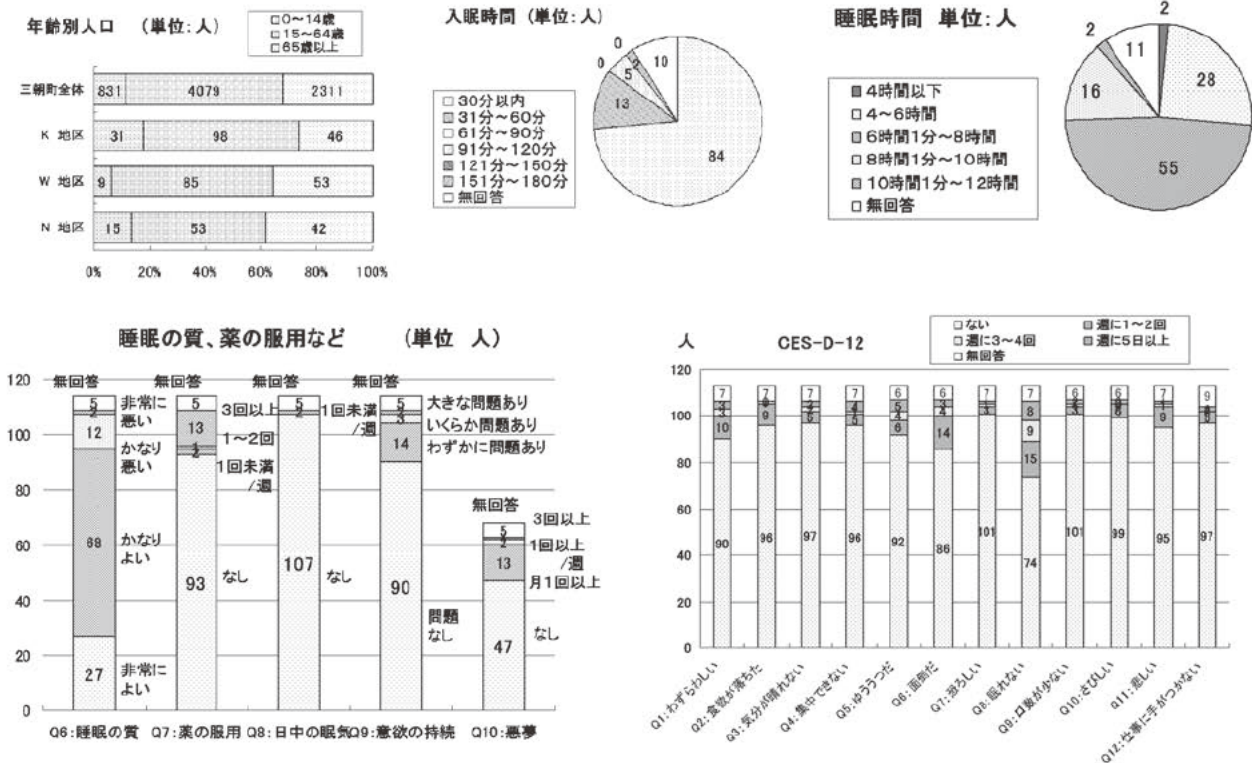 年齢別人口 (単位:人)
0~14歳
15~64歳
65歳以上
三朝町全体 831 4079 2311
K 地区 31 98 46
W 地区 9 85 53
N 地区 15 53 42
0% 20% 40% 60% 80% 100%
入眠時間 (単位:人)
30分以内
31分~60分
61分~90分
91分~120分
121分~150分
151分~180分
無回答
0
0 2 10
5
13
84
睡眠時間 単位:人
4時間以下
4~6時間
6時間1分~8時間
8時間1分~10時間
10時間1分~12時間
無回答
2
2 11
28
16
55
睡眠の質、薬の服用など (単位 人)
120
100
80
60
40
20
0
無回答 無回答 無回答 無回答
5 非常に悪い
2
12 かなり悪い
68 かなりよい
27 非常によい
5
13 3回以上
1 1~2回
2 1回未満/週
93 なし
5
2 1回未満/週
107 なし
5 大きな問題あり
2 いくらか問題あり
3 わずかに問題あり
14
90 問題なし
無回答
5 3回以上
2 1回以上/週
13 月1回以上
47 なし
Q6:睡眠の質 Q7:薬の服用 Q8:日中の眠気 Q9:意欲の持続 Q10:悪夢
人 CES-D-12
ない 週に1~2回
週に3~4回 週に5日以上
無回答
120
100
80
60
40
20
0
7 7 7 7 6 6 7 7 6 6 7 9
3 8
3 4 4 9
10 9 5 5 6 14 3 15 9
90 96 97 96 92 86 101 74 101 99 95 97
Q1:わずらわしい
Q2:食欲が落ちた
Q3:気分が晴れない
Q4:集中できない
Q5:ゆううつだ
Q6:面倒だ
Q7:恐ろしい
Q8:眠れない
Q9:口数が少ない
Q10:さびしい
Q11:悲しい
Q12:仕事に手がつかない